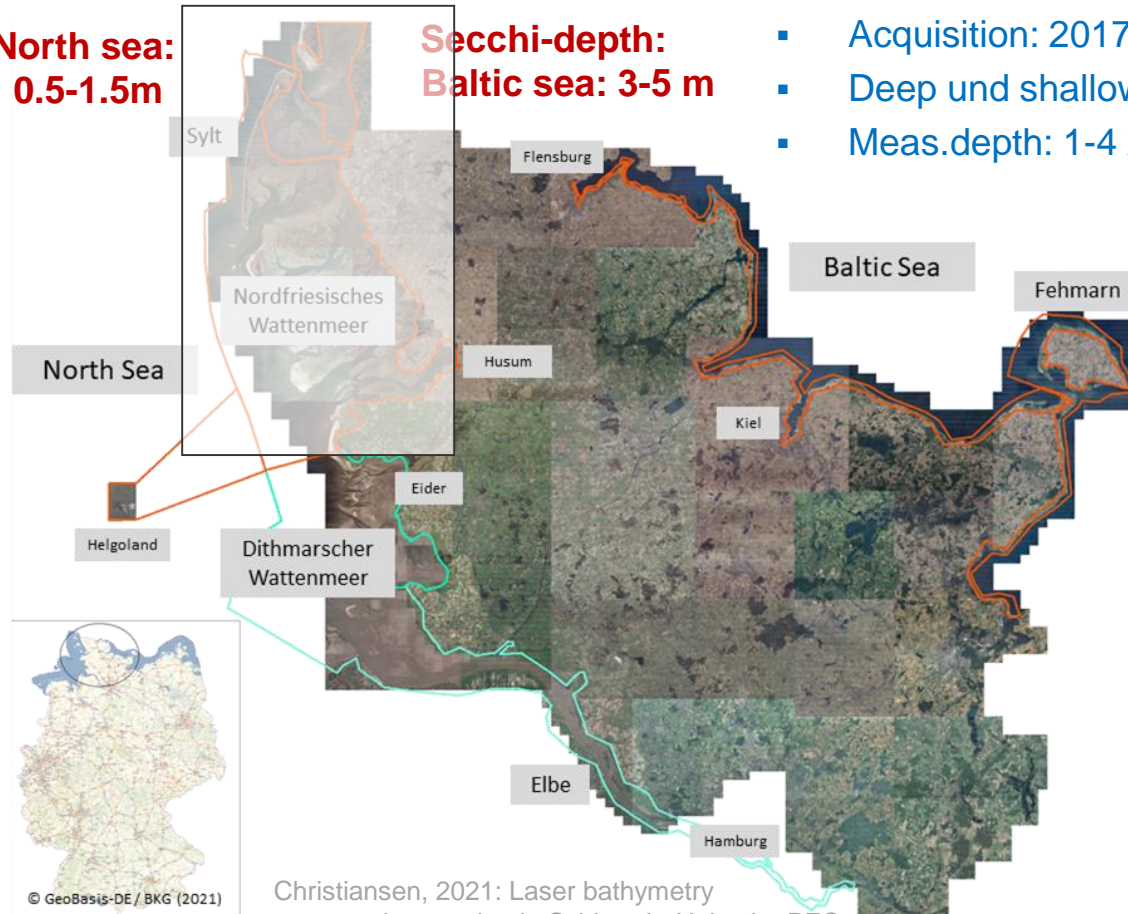 North sea:
0.5-1.5m
Secchi-depth:
Baltic sea: 3-5 m
▪ Acquisition: 2017
▪ Deep und shallow
▪ Meas.depth: 1-4
Sylt
Flensburg
Baltic Sea
Fehmarn
Nordfriesisches
Wattenmeer
North Sea
Husum
Kiel
Eider
Helgoland
Dithmarscher
Wattenmeer
Elbe
Hamburg
© GeoBasis-DE / BKG (2021)
Christiansen, 2021: Laser bathymetry